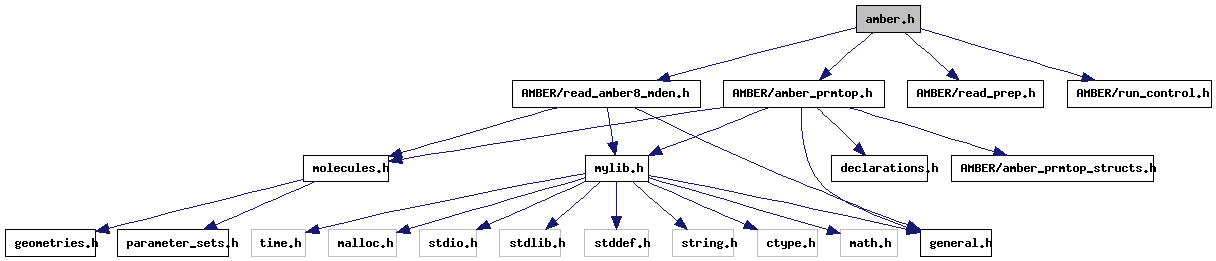 amber.h
AMBER/read_amber8_mden.h
AMBER/amber_prmtop.h
AMBER/read_prep.h
AMBER/run_control.h
molecules.h
mylib.h
declarations.h
AMBER/amber_prmtop_structs.h
geometries.h
parameter_sets.h
time.h
malloc.h
stdio.h
stdlib.h
stddef.h
string.h
ctype.h
math.h
general.h